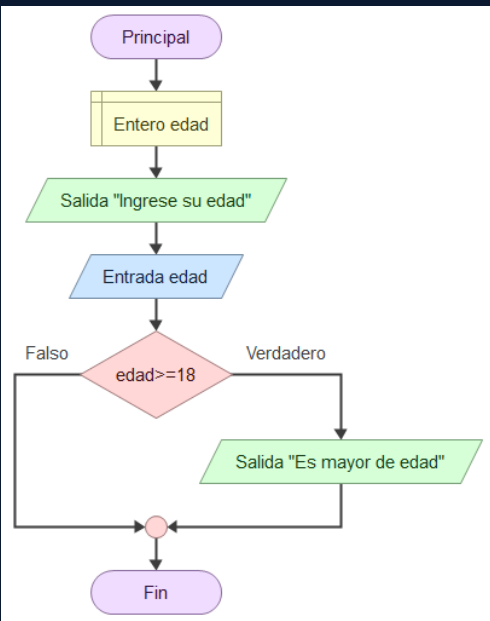 Principal
Entero edad
Salida "Ingrese su edad"
Entrada edad
Falso
Verdadero
edad>=18
Salida "Es mayor de edad"
Fin